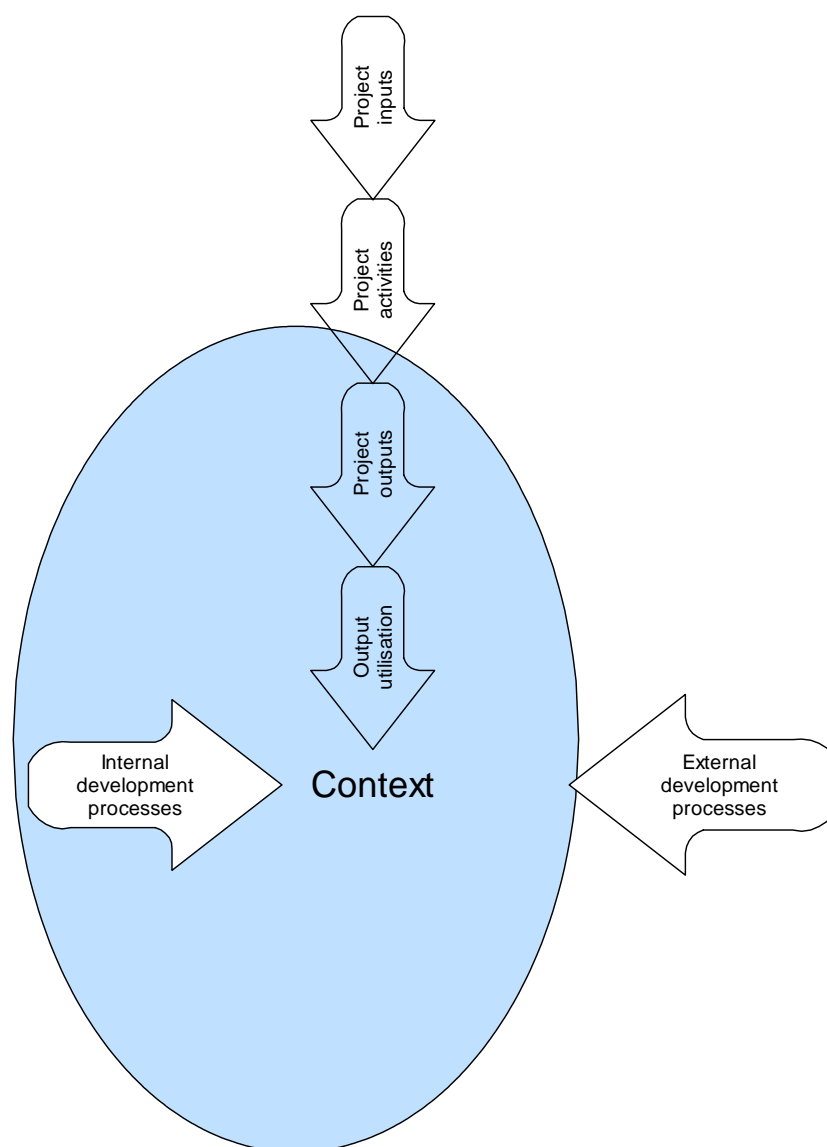 Project
inputs
Project
activities
Project
outputs
Output
utilisation
Internal
development
processes
Context
External
development
processes